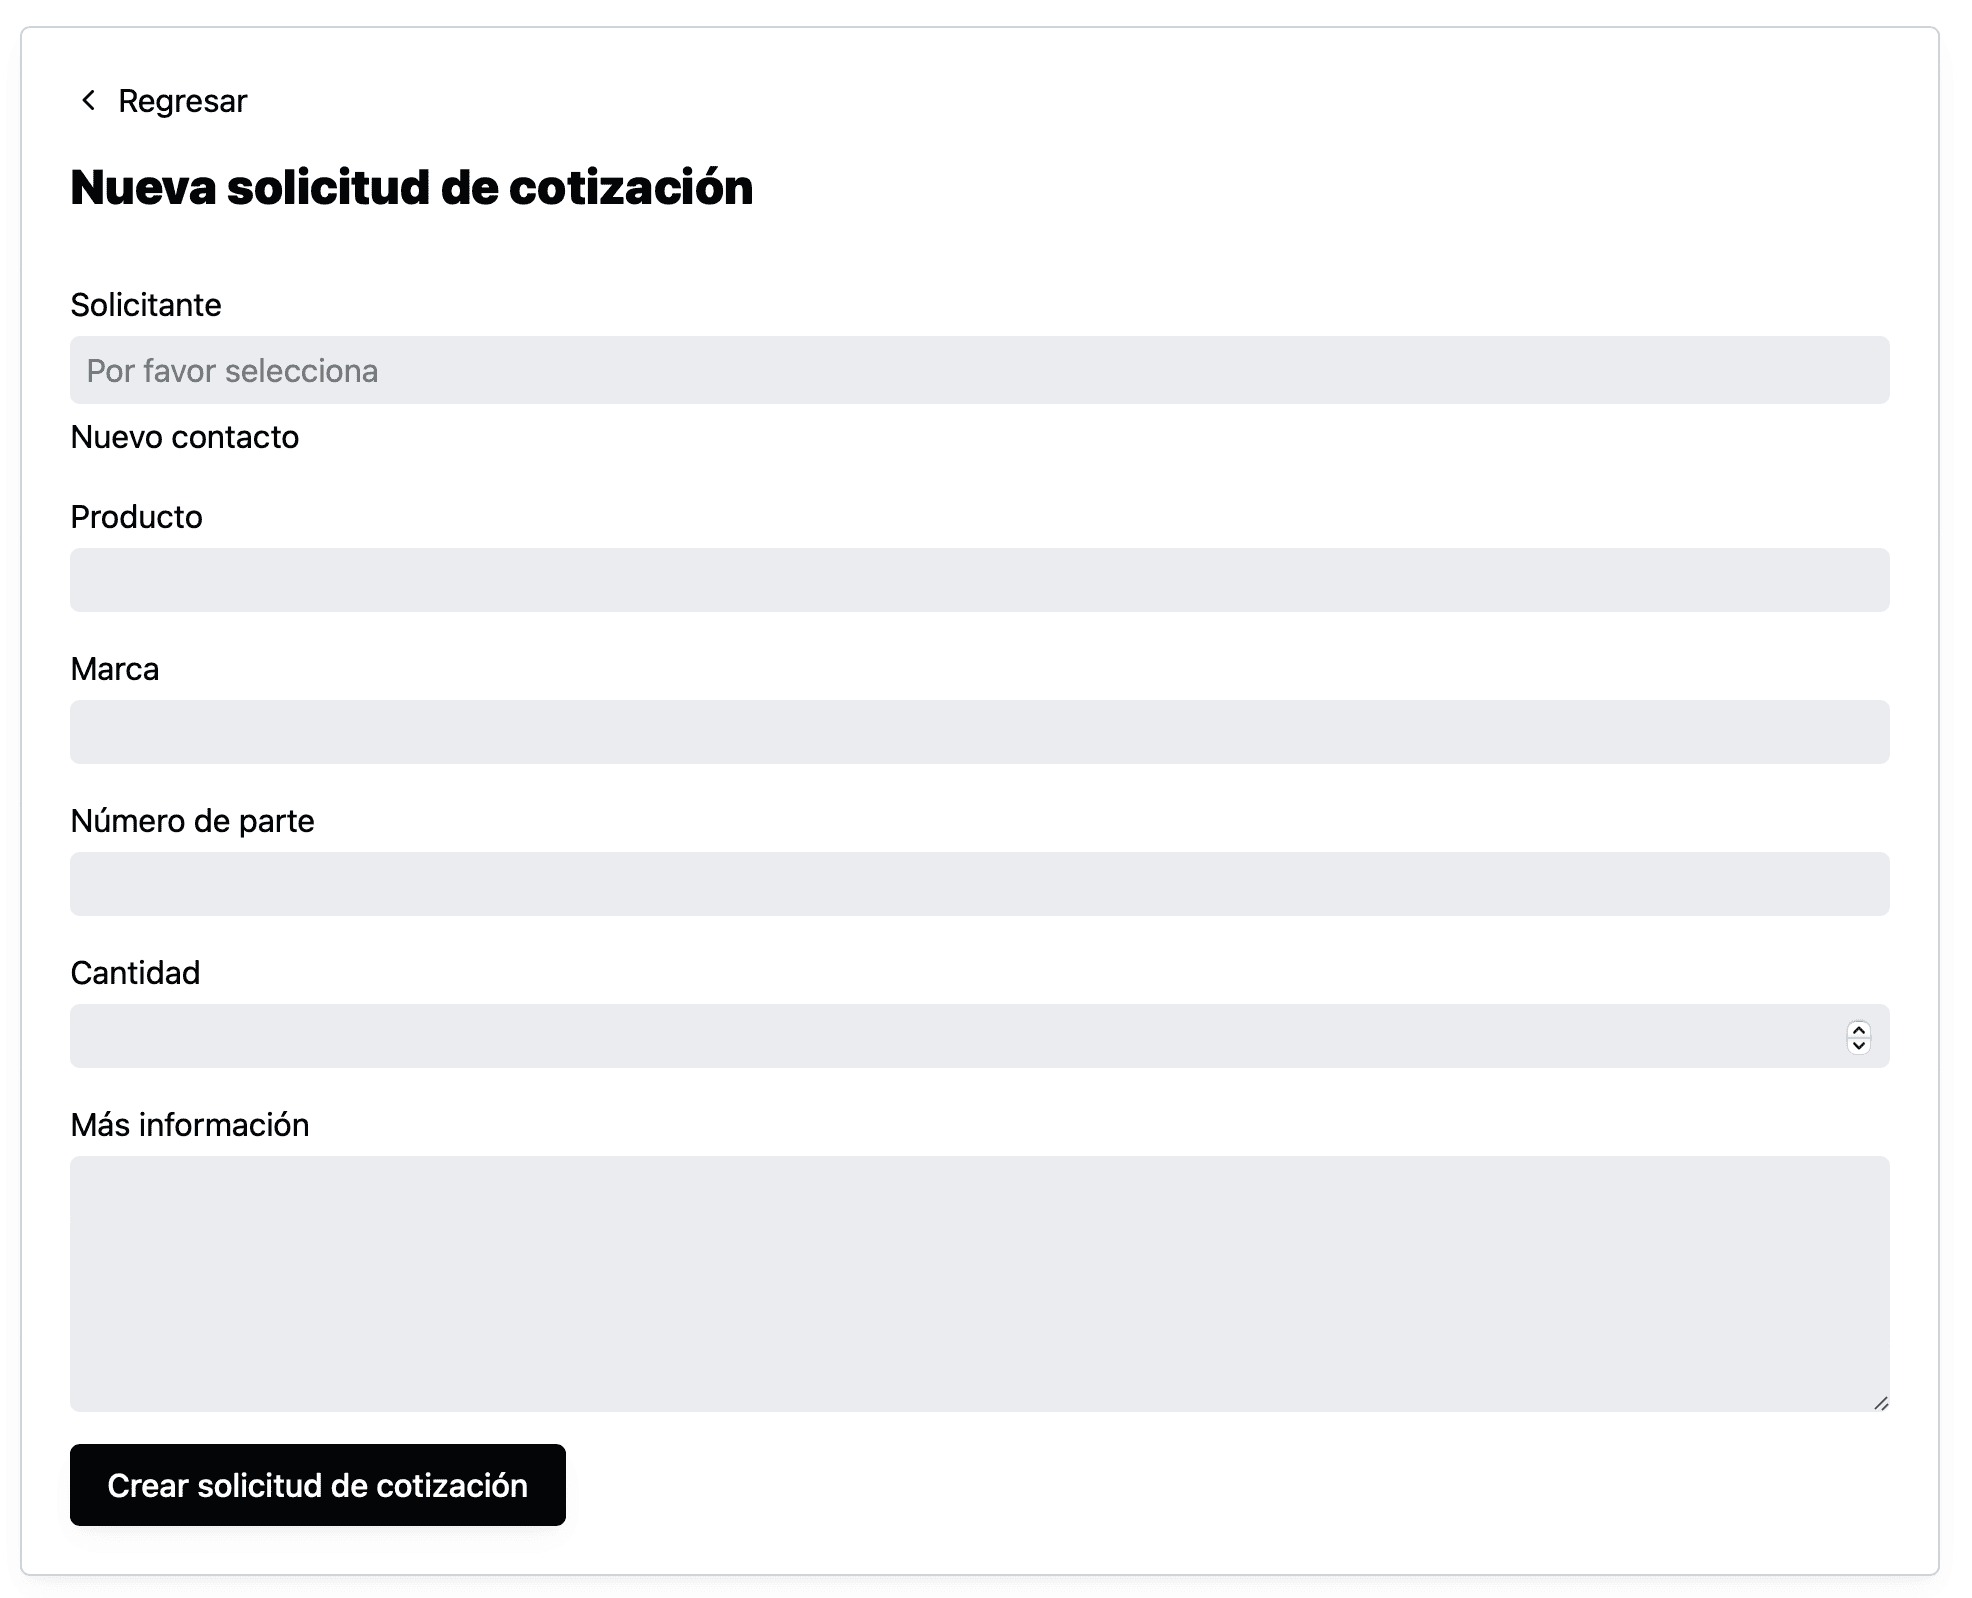 Regresar
Nueva solicitud de cotización
Solicitante
Por favor selecciona
Nuevo contacto
Producto
Marca
Número de parte
Cantidad
Más información
Crear solicitud de cotización